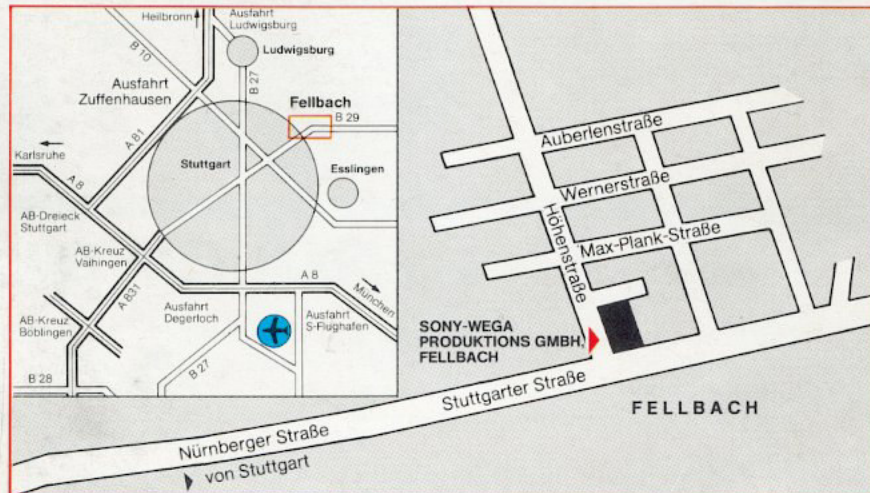 Heilbronn
Ausfahrt
Ludwigsburg
B 10
Ludwigsburg
Ausfahrt
Zuffenhausen
B 27
Fellbach
B 29
A 81
Karlsruhe
Stuttgart
Esslingen
A 8
AB-Dreieck
Stuttgart
AB-Kreuz
Vaihingen
A 8
München
A 831
Ausfahrt
Degerloch
Ausfahrt
S-Flughafen
AB-Kreuz
Böblingen
B 27
B 28
Auberlenstraße
Wernerstraße
Höhenstraße
Max-Plank-Straße
SONY-WEGA
PRODUKTIONS GMBH,
FELLBACH
Stuttgarter Straße
FELLBACH
Nürnberger Straße
von Stuttgart